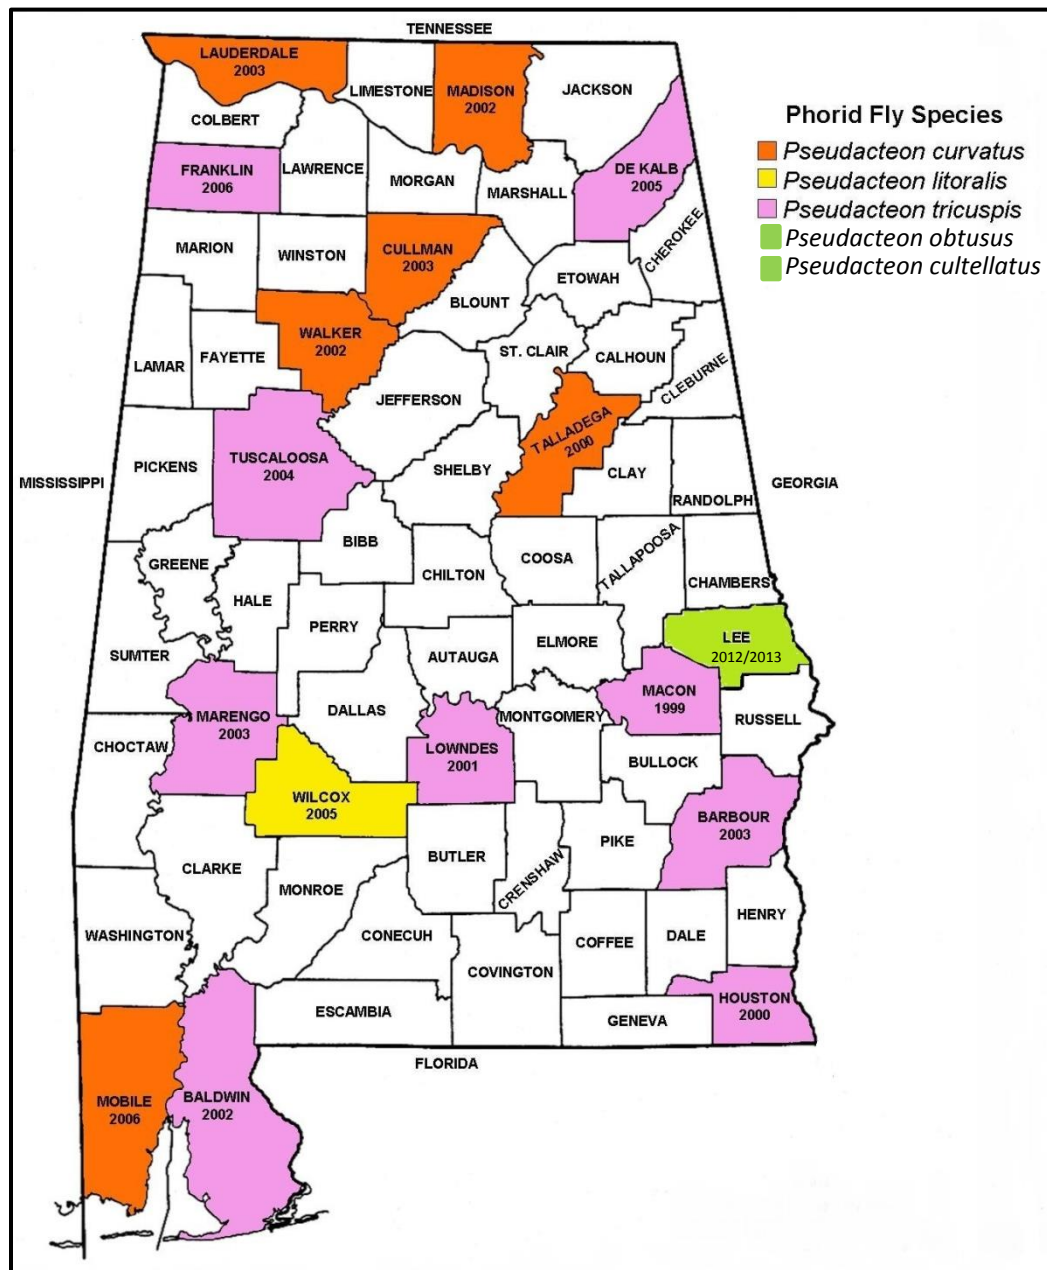 TENNESSEE
LAUDERDALE
2003
LIMESTONE
MADISON
2002
JACKSON
COLBERT
Phorid Fly Species
Pseudacteon curvatus
Pseudacteon litoralis
Pseudacteon tricuspis
Pseudacteon obtusus
Pseudacteon cultellatus
FRANKLIN
2006
LAWRENCE
MORGAN
MARSHALL
DE KALB
2005
CHEROKEE
MARION
WINSTON
CULLMAN
2003
ETOWAH
BLOUNT
WALKER
2002
ST. CLAIR
CALHOUN
CLEBURNE
LAMAR
FAYETTE
JEFFERSON
TALLADEGA
2000
PICKENS
TUSCALOOSA
2004
SHELBY
CLAY
RANDOLPH
MISSISSIPPI
GEORGIA
GREENE
BIBB
CHILTON
COOSA
TALLAPOOSA
CHAMBERS
HALE
PERRY
SUMTER
AUTAUGA
ELMORE
LEE
2012/2013
MARENGO
2003
DALLAS
MACON
1999
MONTGOMERY
RUSSELL
CHOCTAW
LOWNDES
2001
BULLOCK
WILCOX
2005
BARBOUR
2003
CLARKE
BUTLER
CRENSHAW
PIKE
MONROE
HENRY
WASHINGTON
CONECUH
COFFEE
DALE
COVINGTON
HOUSTON
2000
ESCAMBIA
GENEVA
FLORIDA
MOBILE
2006
BALDWIN
2002